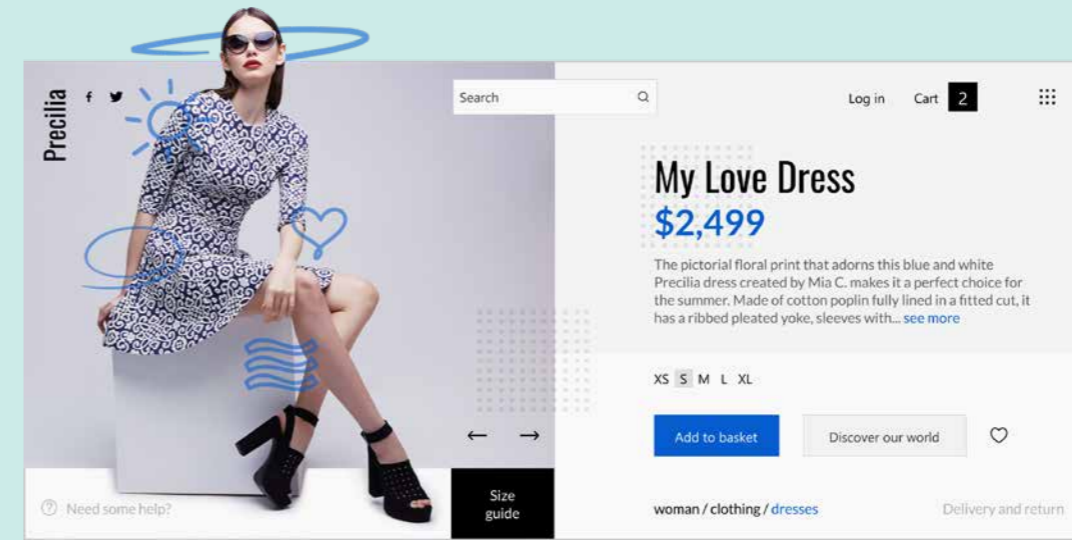 Precilia
Search
Log in
Cart
2
My Love Dress
$2,499
The pictorial floral print that adorns this blue and white
Precilia dress created by Mia C. makes it a perfect choice for
the summer. Made of cotton poplin fully lined in a fitted cut, it
has a ribbed pleated yoke, sleeves with... see more
XS S M L XL
Add to basket
Discover our world
Size
guide
Need some help?
woman / clothing / dresses
Delivery and return